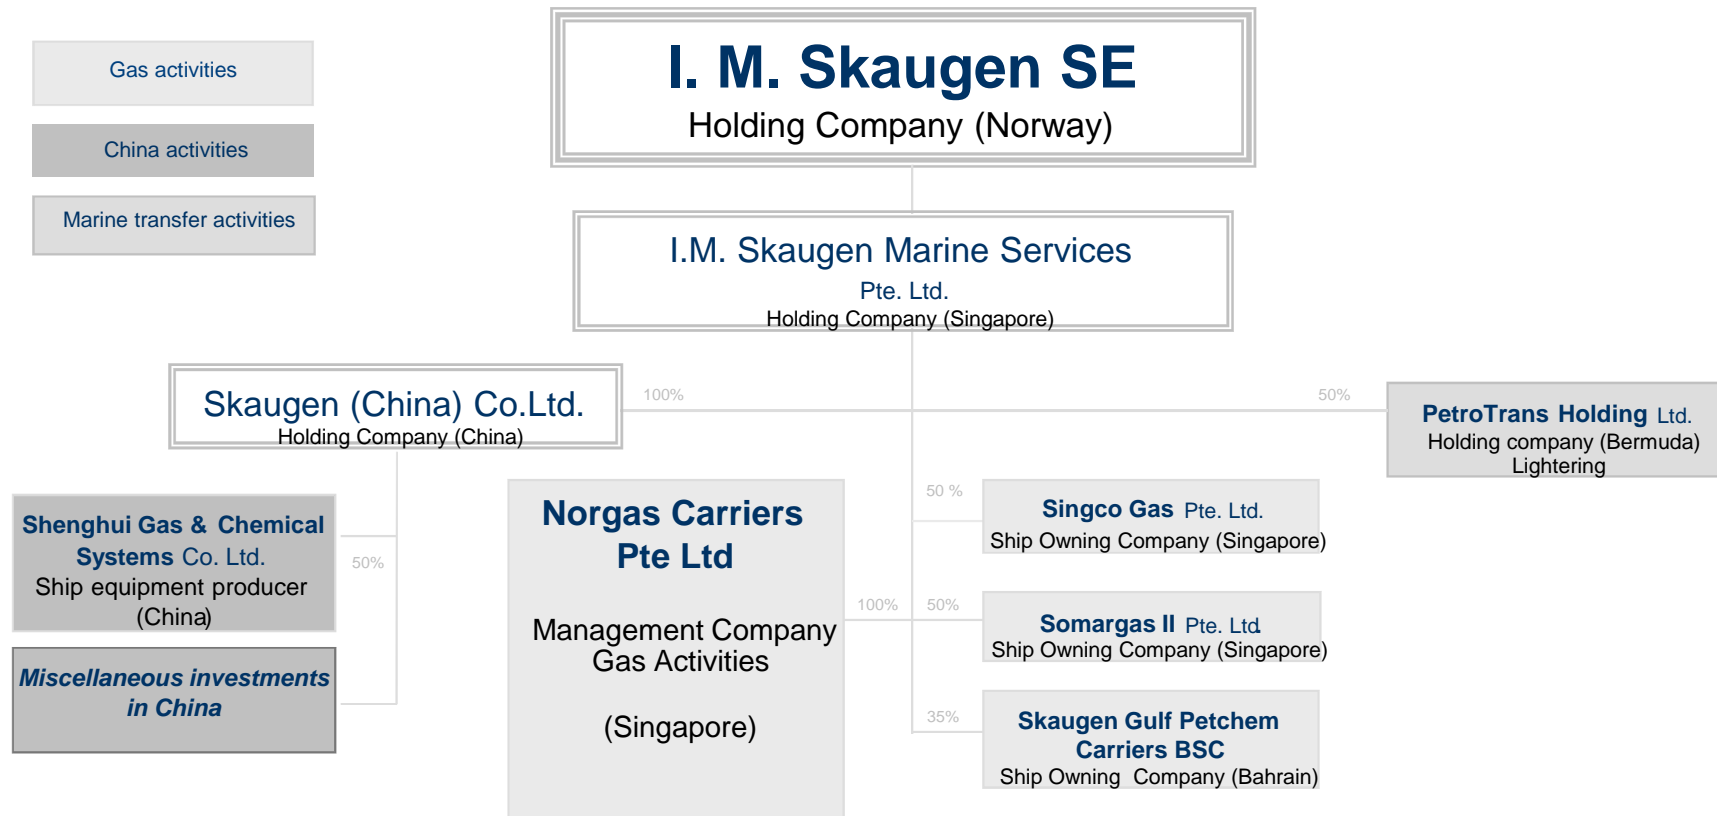 Gas activities
China activities
Marine transfer activities
I. M. Skaugen SE
Holding Company (Norway)
I.M. Skaugen Marine Services
Pte. Ltd.
Holding Company (Singapore)
Skaugen (China) Co.Ltd.
Holding Company (China)
100%
50%
PetroTrans Holding Ltd.
Holding company (Bermuda)
Lightering
Shenghui Gas & Chemical
Systems Co. Ltd.
Ship equipment producer
(China)
50%
Miscellaneous investments
in China
Norgas Carriers
Pte Ltd
Management Company
Gas Activities
(Singapore)
100%
50 %
Singco Gas Pte. Ltd.
Ship Owning Company (Singapore)
50%
Somargas II Pte. Ltd.
Ship Owning Company (Singapore)
35%
Skaugen Gulf Petchem
Carriers BSC
Ship Owning Company (Bahrain)